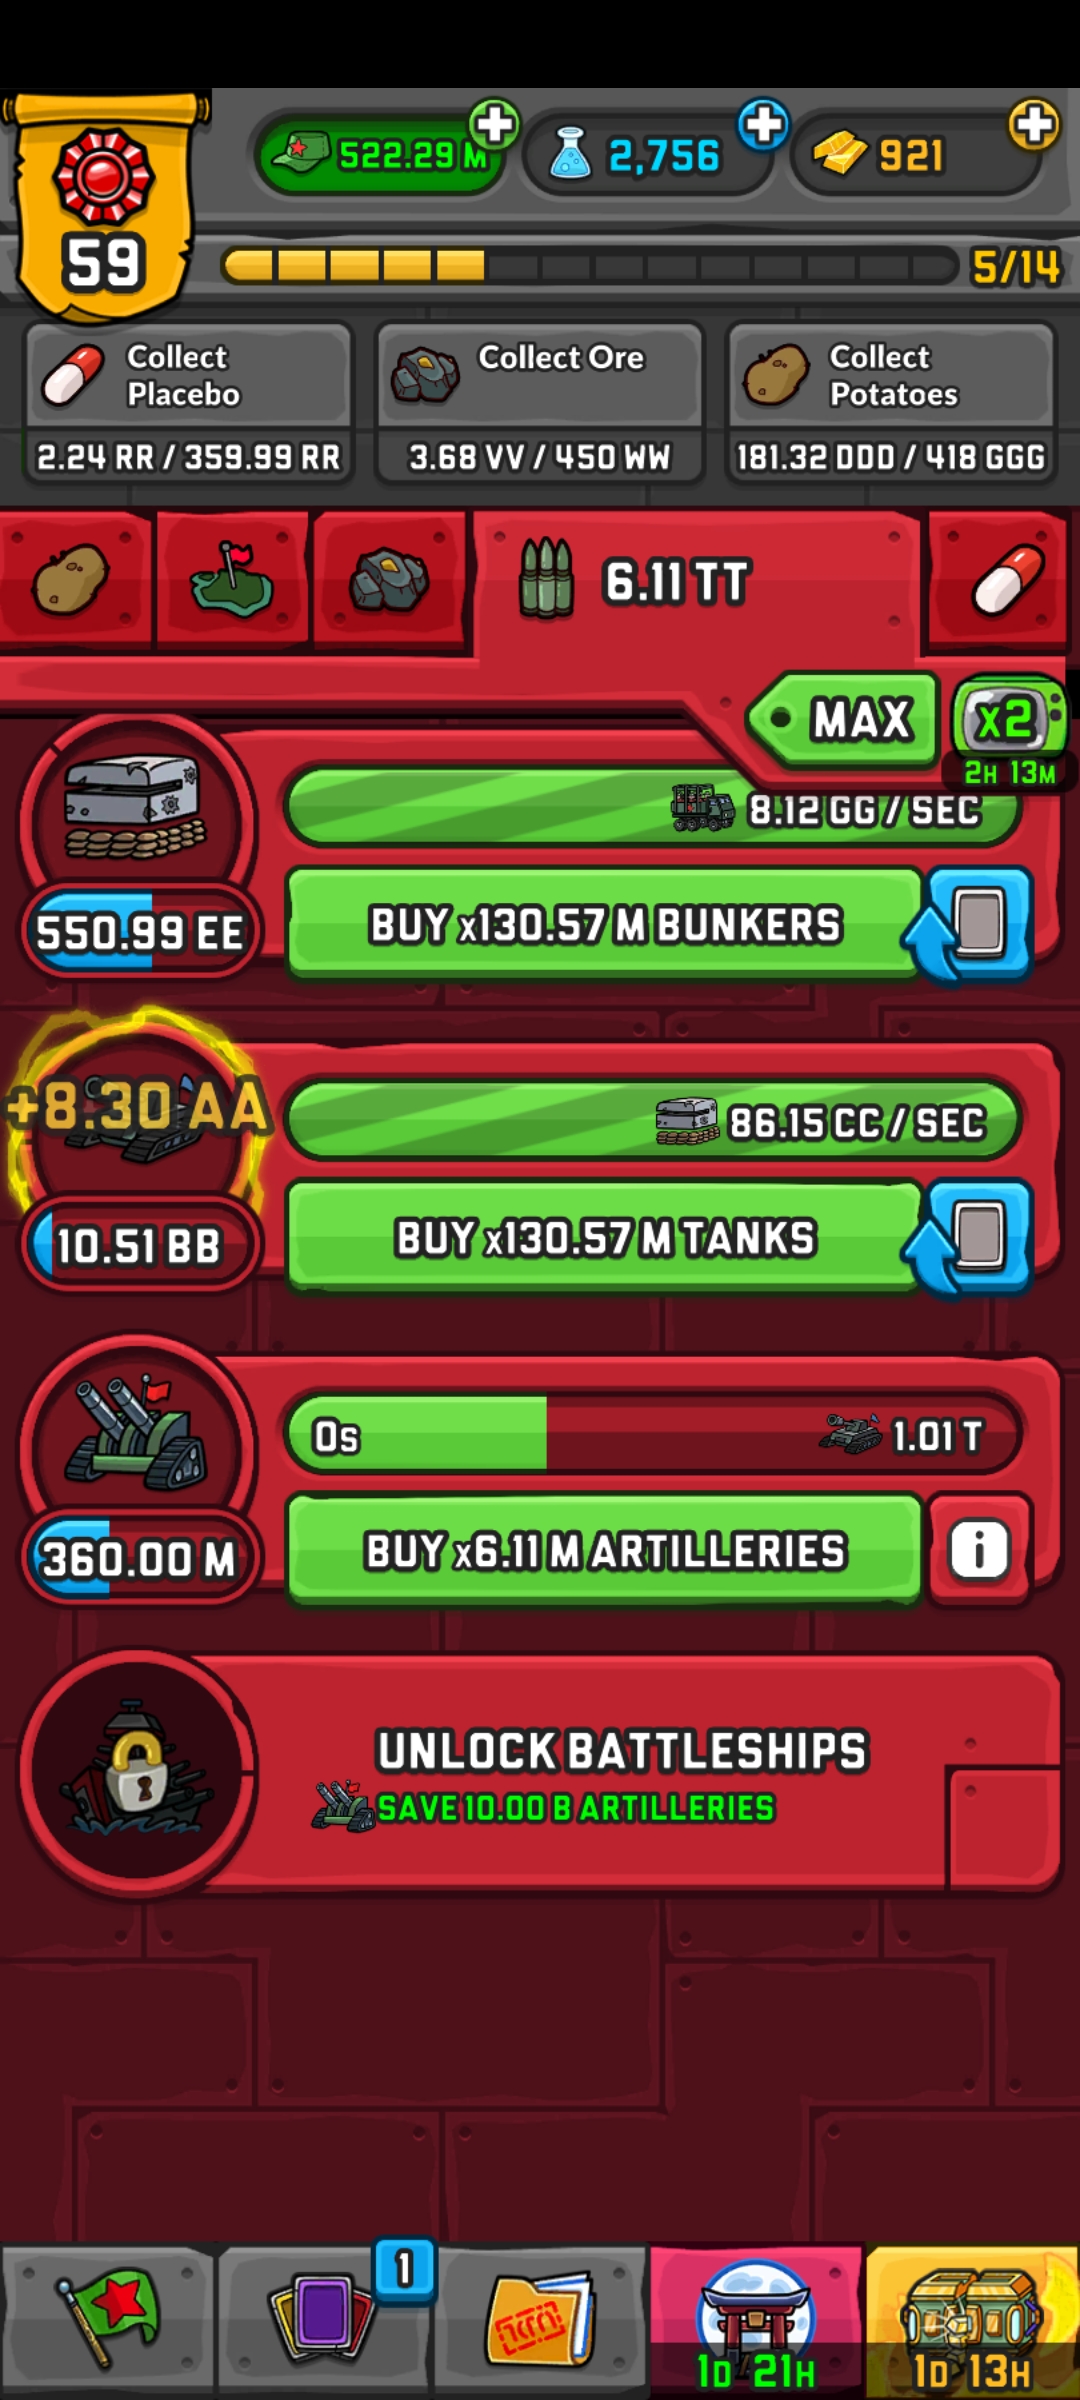 522.29 M
2,756
921
59
5/14
Collect
Placebo
2.24 RR / 359.99 RR
Collect Ore
3.68 VV / 450 WW
Collect
Potatoes
181.32 DDD / 418 GGG
6.11 TT
MAX
x2
2H 13M
8.12 GG / SEC
550.99 EE
BUY x130.57 M BUNKERS
+8.30 AA
86.15 CC / SEC
10.51 BB
BUY x130.57 M TANKS
0s
1.01 T
360.00 M
BUY x6.11 M ARTILLERIES
i
UNLOCK BATTLESHIPS
SAVE 10.00 B ARTILLERIES
1
1D 21H
1D 13H